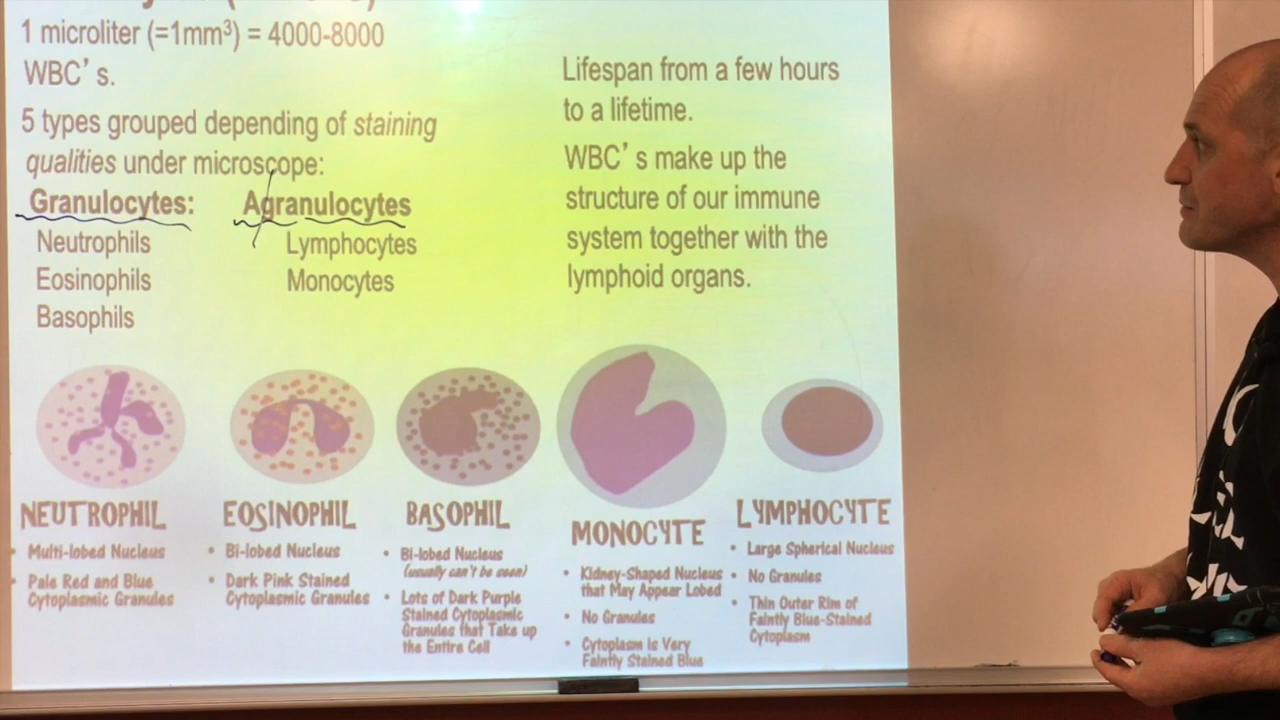 1 microliter (=1mm³) = 4000-8000
WBC's.
5 types grouped depending of staining
qualities under microscope:
Granulocytes:
Neutrophils
Eosinophils
Basophils
Agranulocytes
Lymphocytes
Monocytes
Lifespan from a few hours
to a lifetime.
WBC's make up the
structure of our immune
system together with the
lymphoid organs.
NEUTROPHIL
• Multi-lobed Nucleus
• Pale Red and Blue
Cytoplasmic Granules
EOSINOPHIL
• Bi-lobed Nucleus
• Dark Pink Stained
Cytoplasmic Granules
BASOPHIL
• Bi-lobed Nucleus
(usually can't be seen)
• Lots of Dark Purple
Stained Cytoplasmic
Granules that Take up
the Entire Cell
MONOCYTE
• Kidney-Shaped Nucleus
that May Appear Lobed
• No Granules
• Cytoplasm is Very
Faintly Stained Blue
LYMPHOCYTE
• Large Spherical Nucleus
• No Granules
• Thin Outer Rim of
Faintly Blue-Stained
Cytoplasm